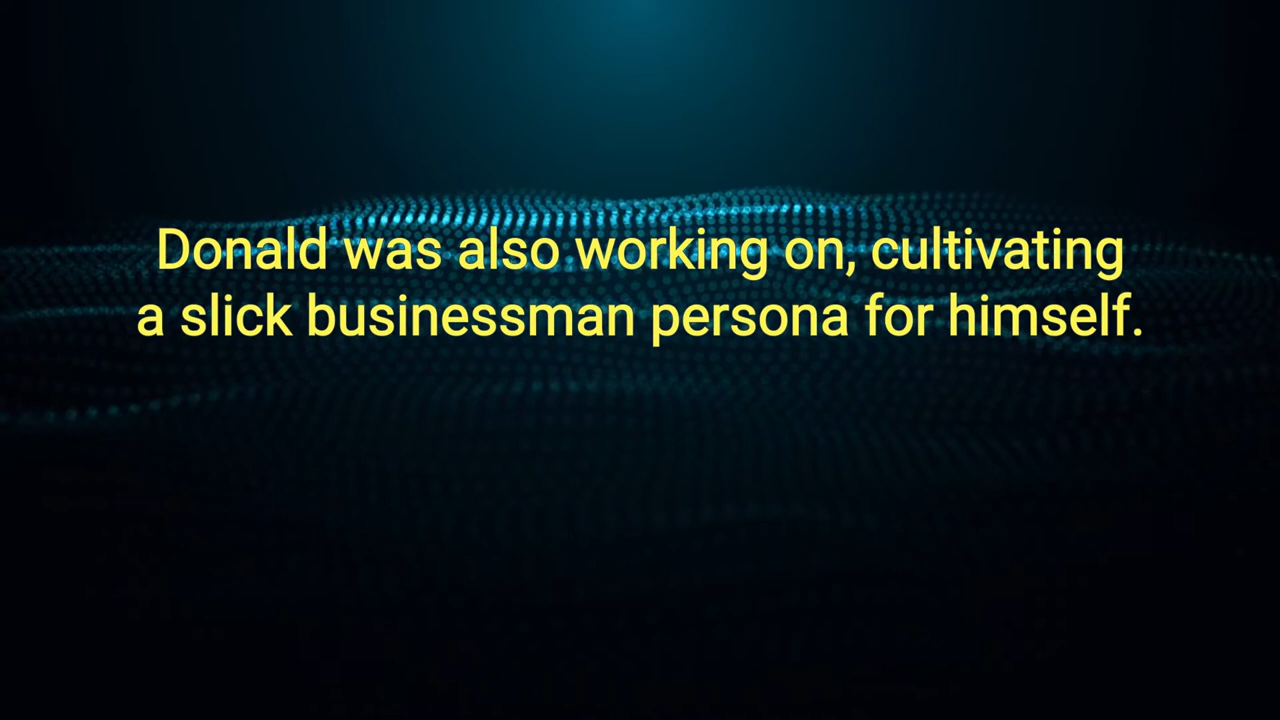 Donald was also working on, cultivating
a slick businessman persona for himself.